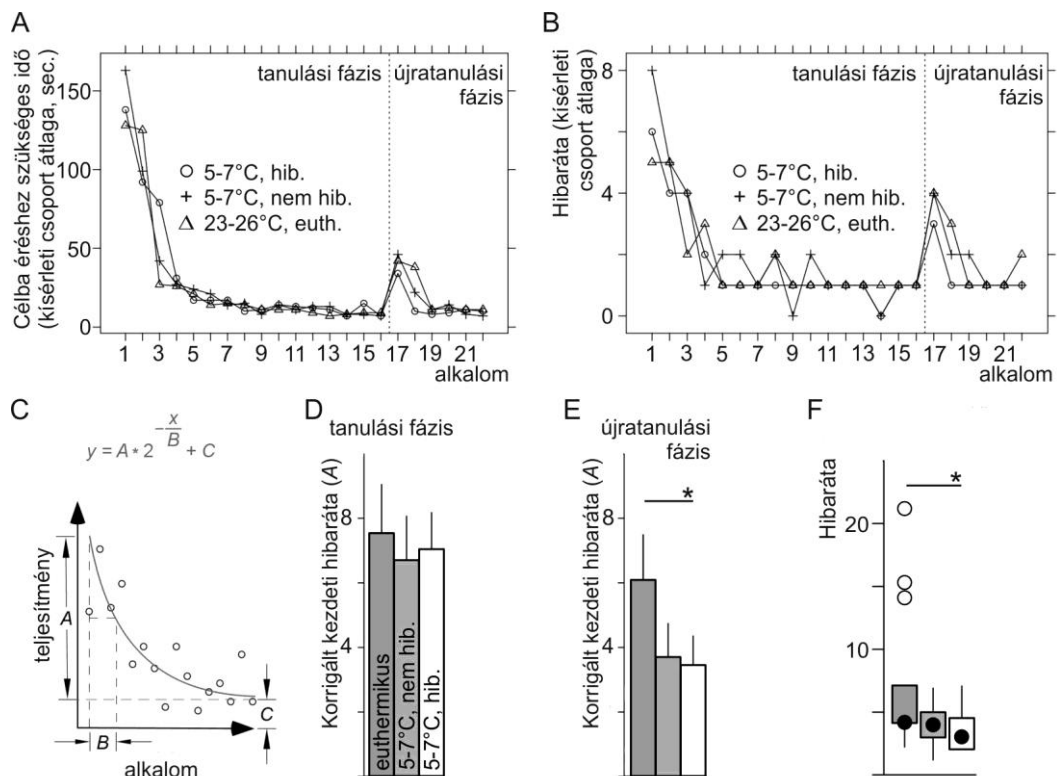 A
Célba éréshez szükséges idő
(kísérleti csoport átlaga, sec.)
150
100
50
0
tanulási fázis
újratanulási
fázis
5-7°C, hib.
5-7°C, nem hib.
23-26°C, euth.
1 3 5 7 9 11 13 15 17 19 21
alkalom
B
Hibaráta (kísérleti
csoport átlaga)
8
4
0
tanulási fázis
újratanulási
fázis
5-7°C, hib.
5-7°C, nem hib.
23-26°C, euth.
1 3 5 7 9 11 13 15 17 19 21
alkalom
C
y = A * 2^(-x/B) + C
teljesítmény
A
B
C
alkalom
D
tanulási fázis
Korrigált kezdeti hibaráta (A)
8
4
euthermikus
5-7°C, nem hib.
5-7°C, hib.
E
újratanulási
fázis
Korrigált kezdeti hibaráta (A)
8
4
*
F
Hibaráta
20
10
*